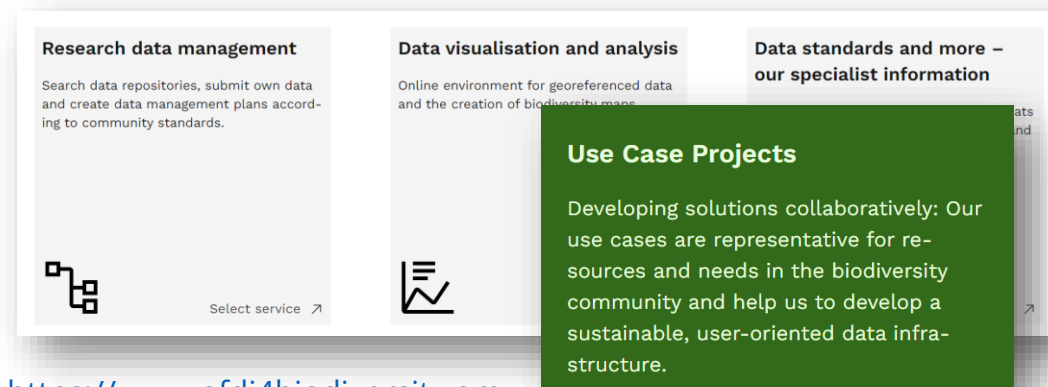 Research data management
Search data repositories, submit own data
and create data management plans accord-
ing to community standards.
Select service
Data visualisation and analysis
Online environment for georeferenced data
and the creation of biodiversity maps
Data standards and more –
our specialist information
Use Case Projects
Developing solutions collaboratively: Our
use cases are representative for re-
sources and needs in the biodiversity
community and help us to develop a
sustainable, user-oriented data infra-
structure.